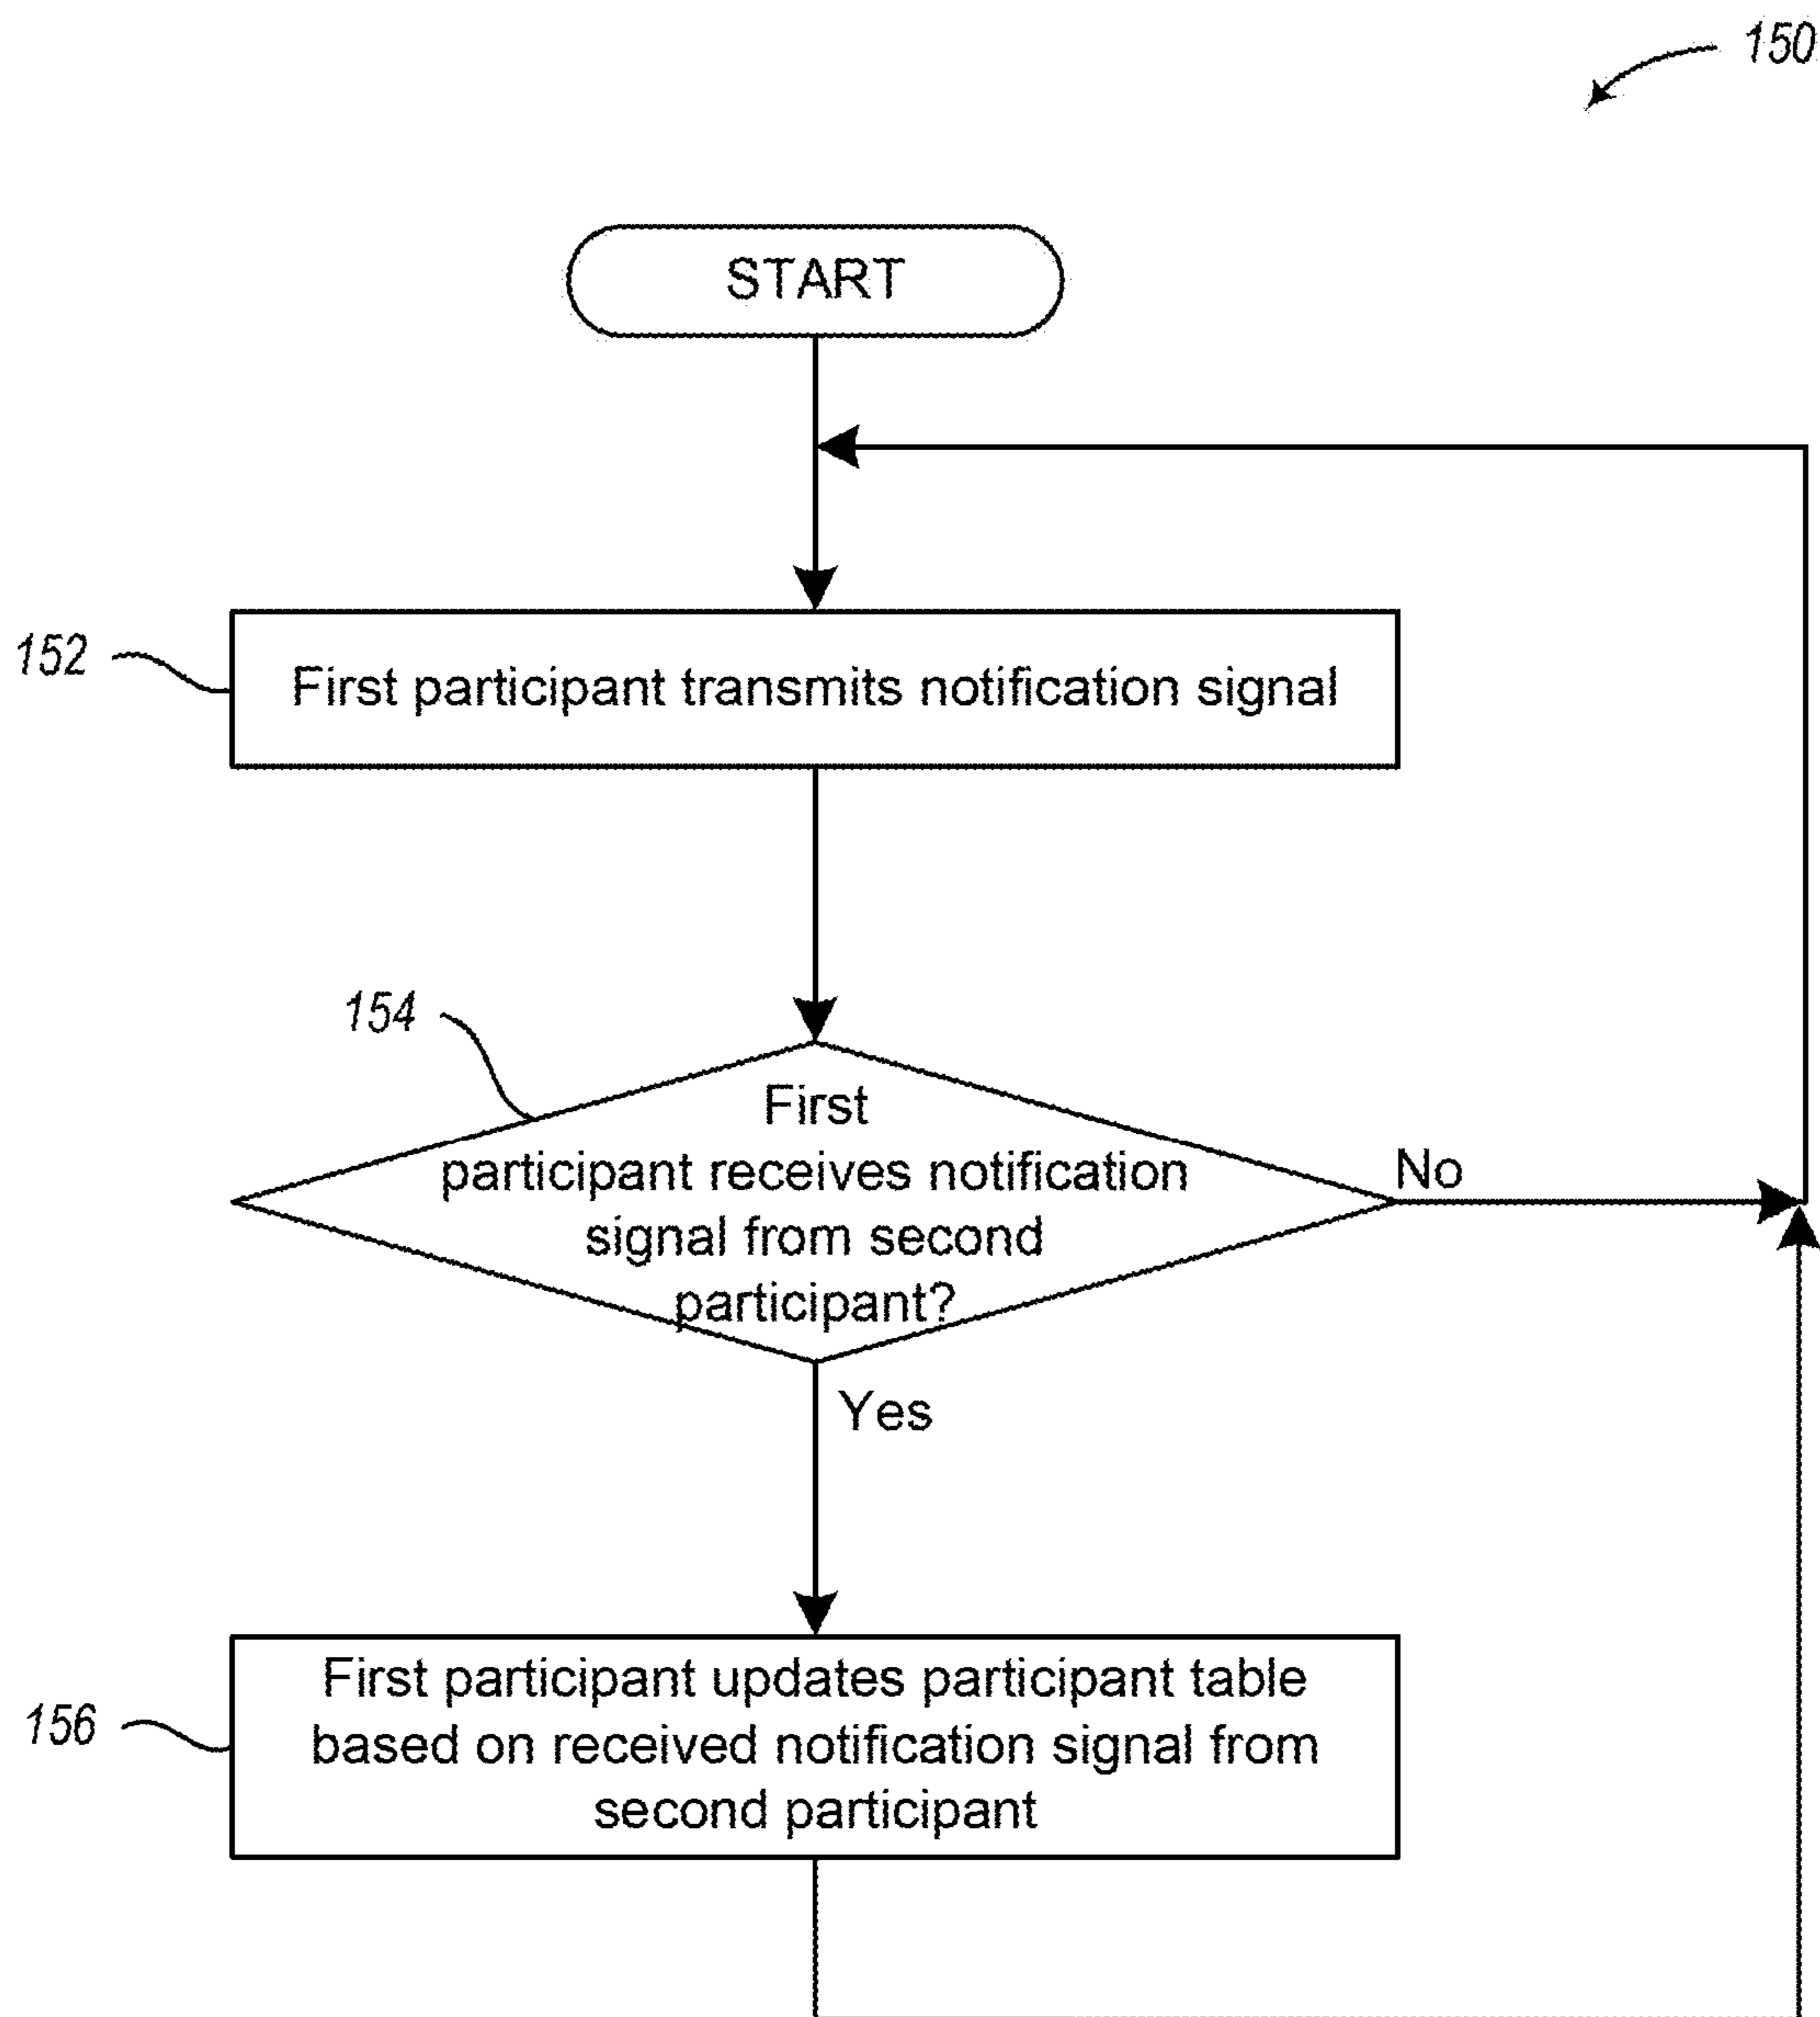 150
START
152
First participant transmits notification signal
154
First
participant receives notification
signal from second
participant?
No
Yes
156
First participant updates participant table
based on received notification signal from
second participant